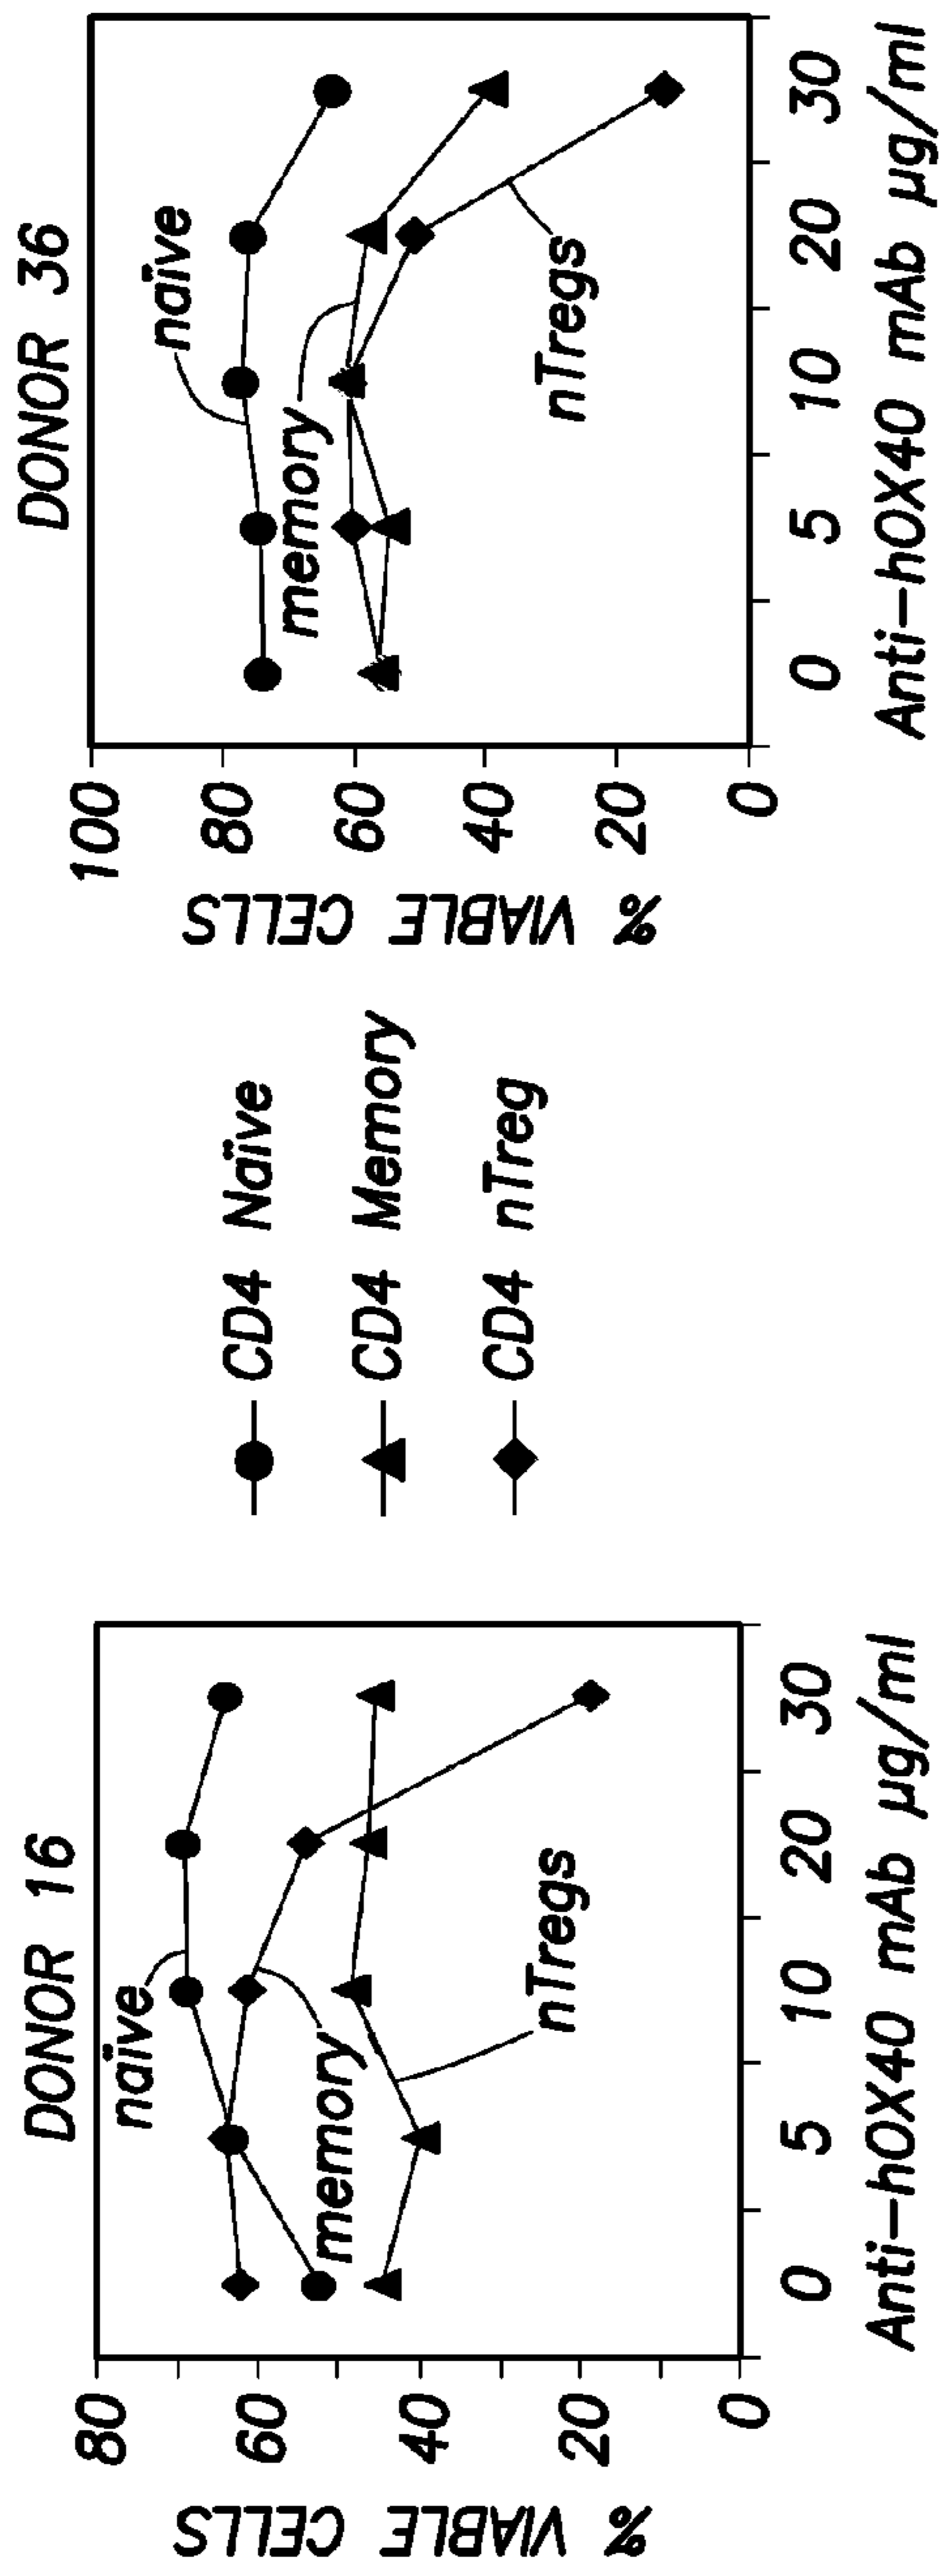 DONOR 16
% VIABLE CELLS
80
60
40
20
0
naïve
memory
nTregs
0 5 10 20 30
Anti-hOX40 mAb µg/ml
CD4 Naïve
CD4 Memory
CD4 nTreg
DONOR 36
% VIABLE CELLS
100
80
60
40
20
0
naïve
memory
nTregs
0 5 10 20 30
Anti-hOX40 mAb µg/ml